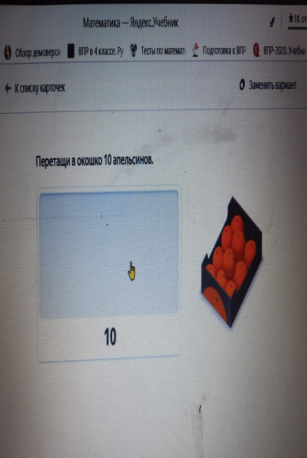 Математика — Яндекс.Учебник
Обзор демоверси ВПР в 4 классе. Ру Тесты по математ Подготовка к ВПР ВПР-2020. Учебни
← К списку карточек Заменить вариант
Перетащи в окошко 10 апельсинов.
10